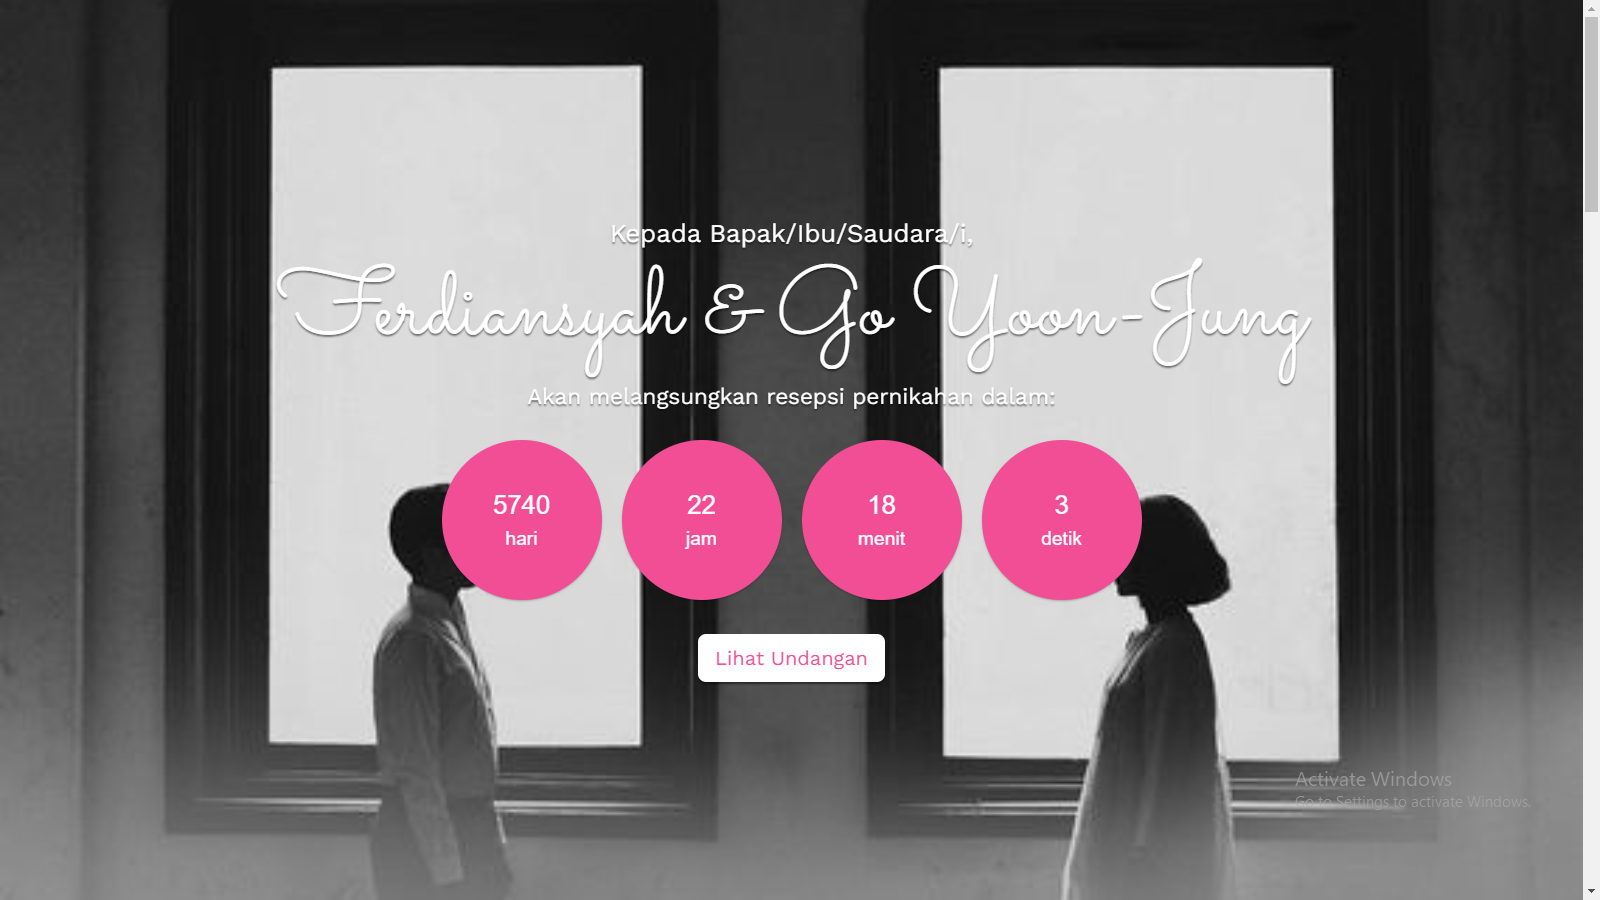 Kepada Bapak/Ibu/Saudara/i,
Ferdiansyah & Go Yoon-Jung
Akan melangsungkan resepsi pernikahan dalam:
5740 22 18 3
hari jam menit detik
Lihat Undangan
Activate Windows
Go to Settings to activate Windows.